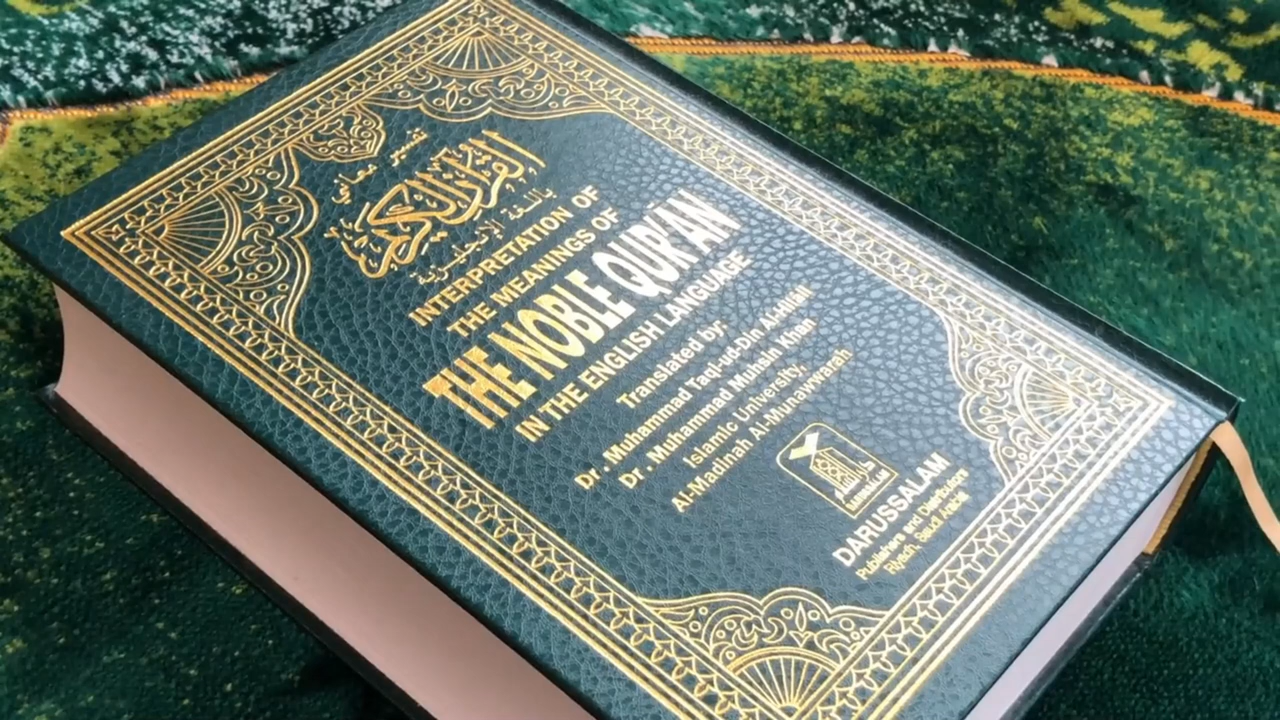 تفسير معاني
القرآن الكريم
باللغة الإنجليزية
INTERPRETATION OF
THE MEANINGS OF
THE NOBLE QUR'AN
IN THE ENGLISH LANGUAGE
Translated by:
Dr. Muhammad Taqi-ud-Din Al-Hilali
Dr. Muhammad Muhsin Khan
Islamic University,
Al-Madinah Al-Munawwarah
DARUSSALAM
DARUSSALAM
Publishers and Distributors
Riyadh, Saudi Arabia